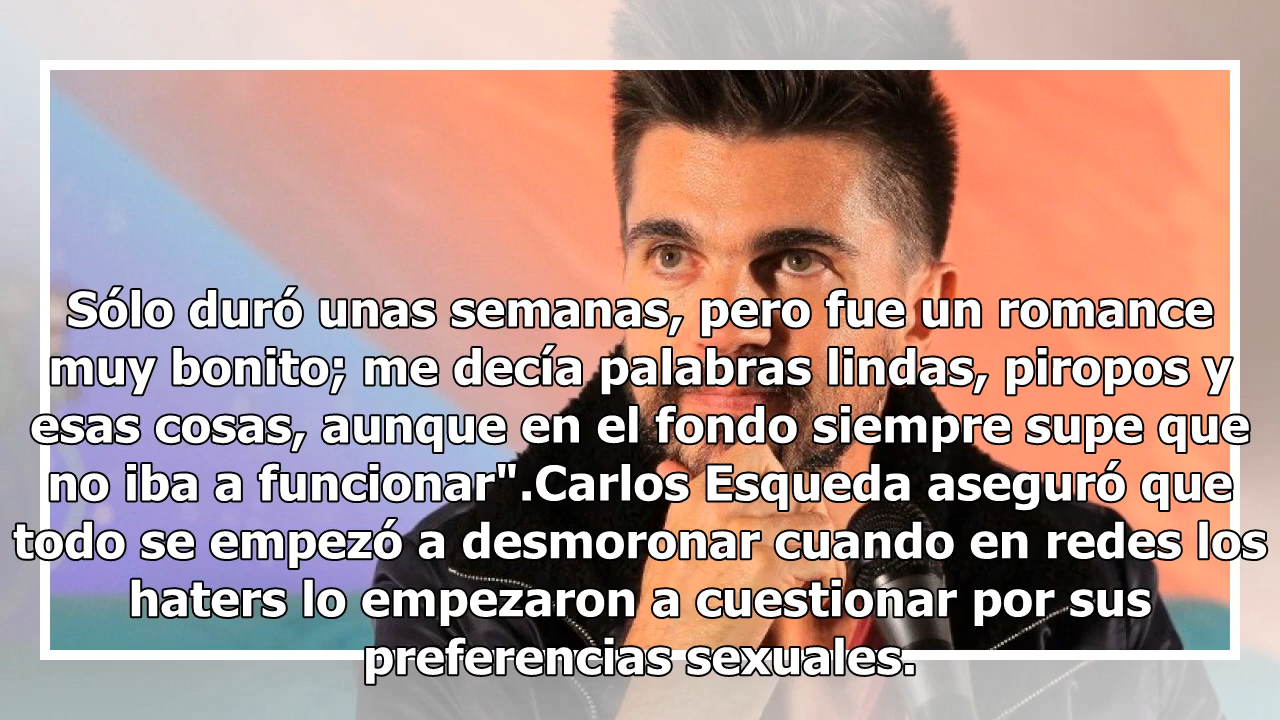 Sólo duró unas semanas, pero fue un romance
muy bonito; me decía palabras lindas, piropos y
esas cosas, aunque en el fondo siempre supe que
no iba a funcionar".Carlos Esqueda aseguró que
todo se empezó a desmoronar cuando en redes los
haters lo empezaron a cuestionar por sus
preferencias sexuales.